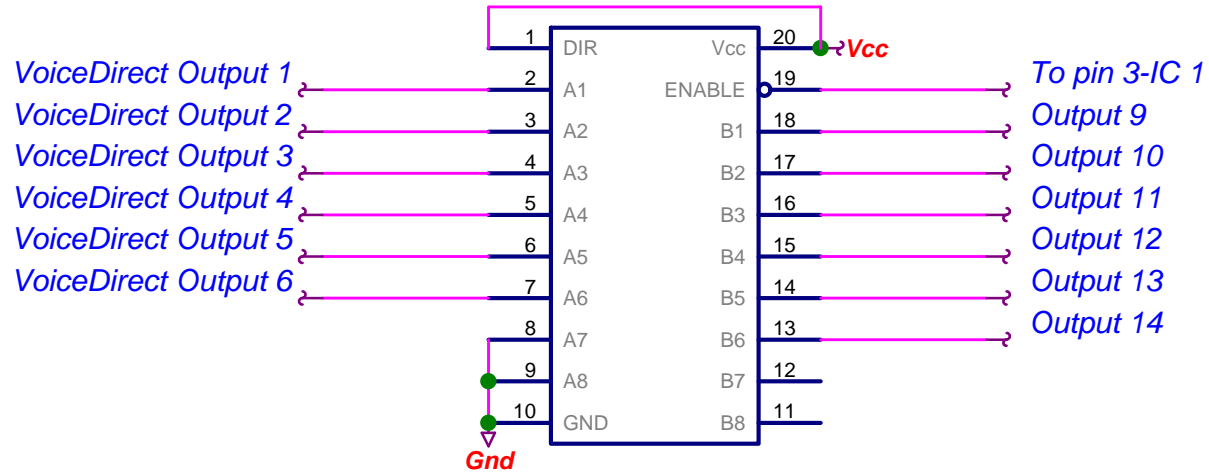 1 DIR Vcc 20 Vcc
VoiceDirect Output 1 2 A1 ENABLE 19 To pin 3-IC 1
VoiceDirect Output 2 3 A2 B1 18 Output 9
VoiceDirect Output 3 4 A3 B2 17 Output 10
VoiceDirect Output 4 5 A4 B3 16 Output 11
VoiceDirect Output 5 6 A5 B4 15 Output 12
VoiceDirect Output 6 7 A6 B5 14 Output 13
8 A7 B6 13 Output 14
9 A8 B7 12
10 GND B8 11
Gnd